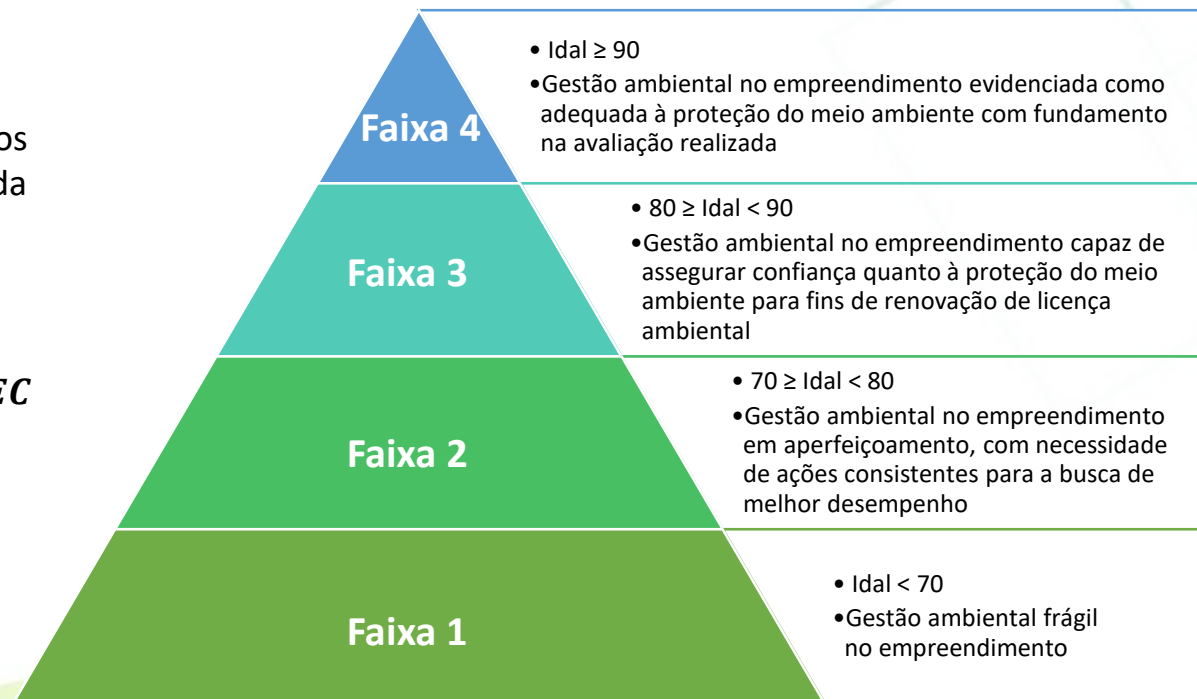 os
da
EC
Faixa 4
• Idal ≥ 90
•Gestão ambiental no empreendimento evidenciada como
adequada à proteção do meio ambiente com fundamento
na avaliação realizada
Faixa 3
• 80 ≥ Idal < 90
•Gestão ambiental no empreendimento capaz de
assegurar confiança quanto à proteção do meio
ambiente para fins de renovação de licença
ambiental
Faixa 2
• 70 ≥ Idal < 80
•Gestão ambiental no empreendimento
em aperfeiçoamento, com necessidade
de ações consistentes para a busca de
melhor desempenho
Faixa 1
• Idal < 70
•Gestão ambiental frágil
no empreendimento